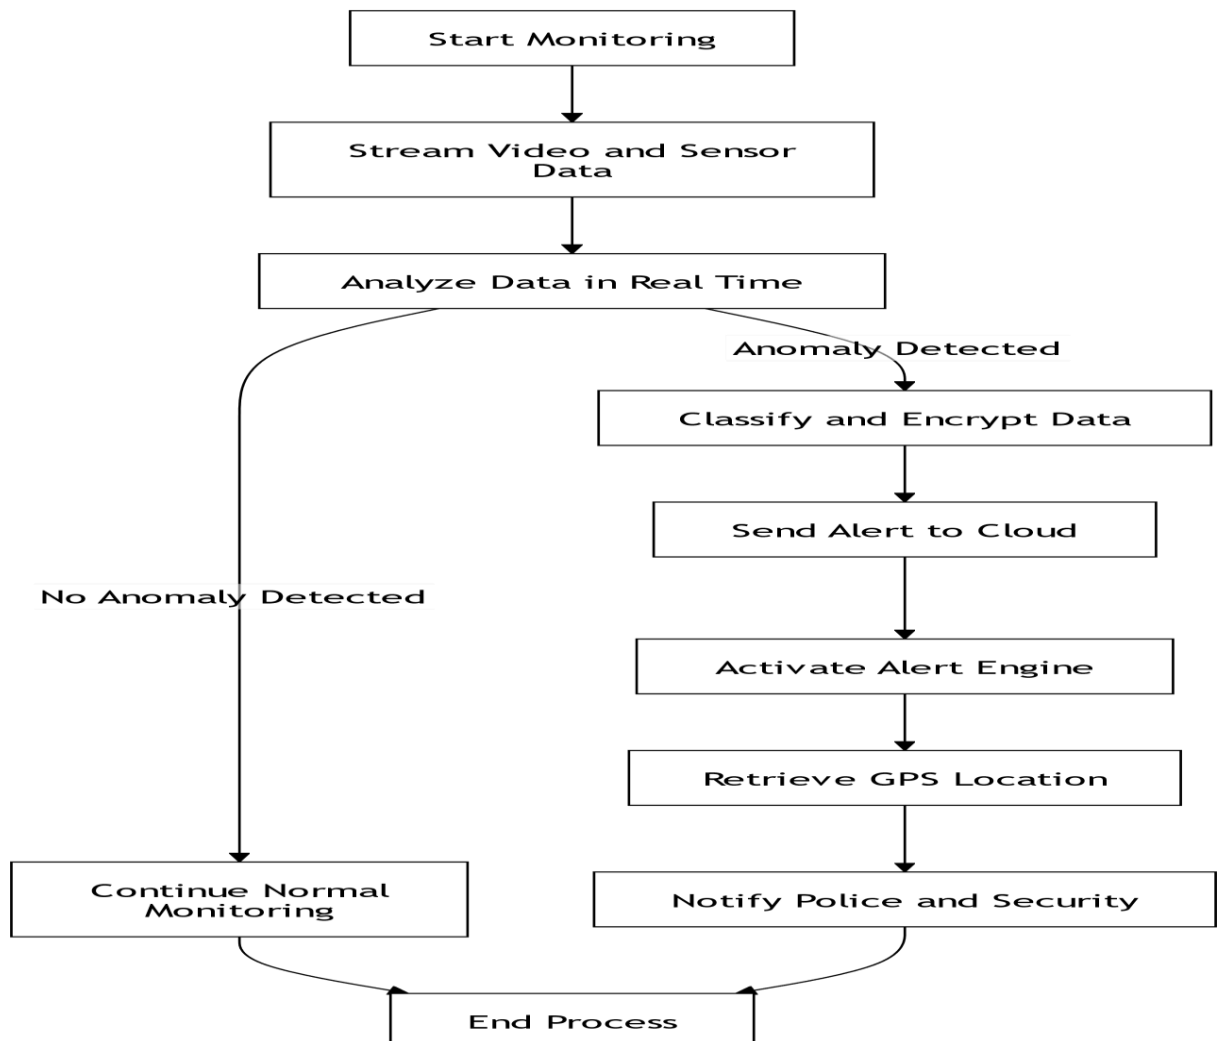 Start Monitoring
Stream Video and Sensor
Data
Analyze Data in Real Time
Anomaly Detected
Classify and Encrypt Data
Send Alert to Cloud
No Anomaly Detected
Activate Alert Engine
Retrieve GPS Location
Continue Normal
Monitoring
Notify Police and Security
End Process